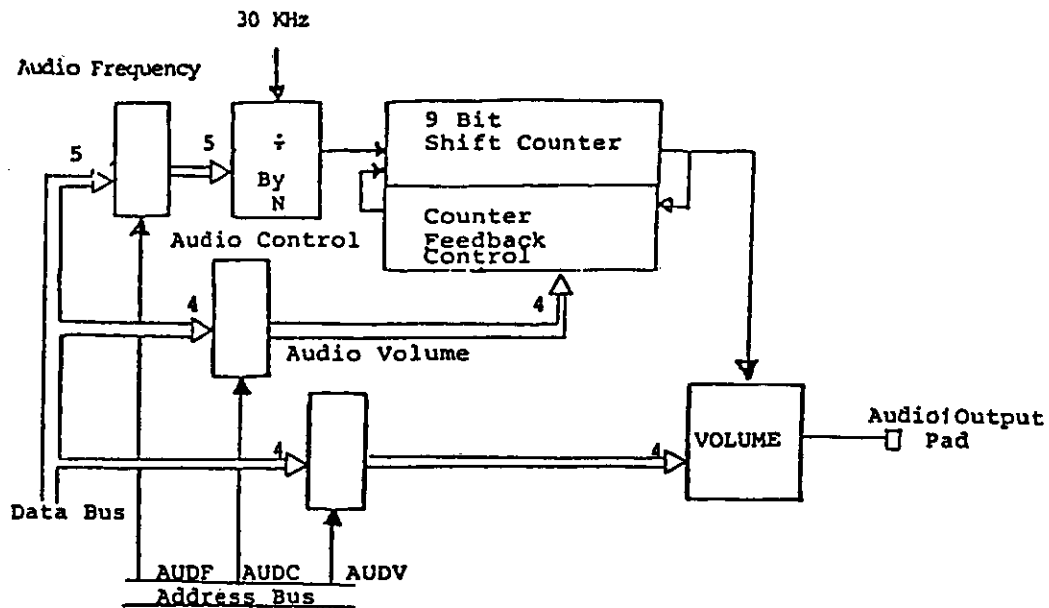 30 KHz
Audio Frequency
5
5
÷
By
N
9 Bit
Shift Counter
Counter
Feedback
Control
Audio Control
4
4
Audio Volume
4
4
VOLUME
Audio Output
Pad
Data Bus
AUDF AUDC AUDV
Address Bus